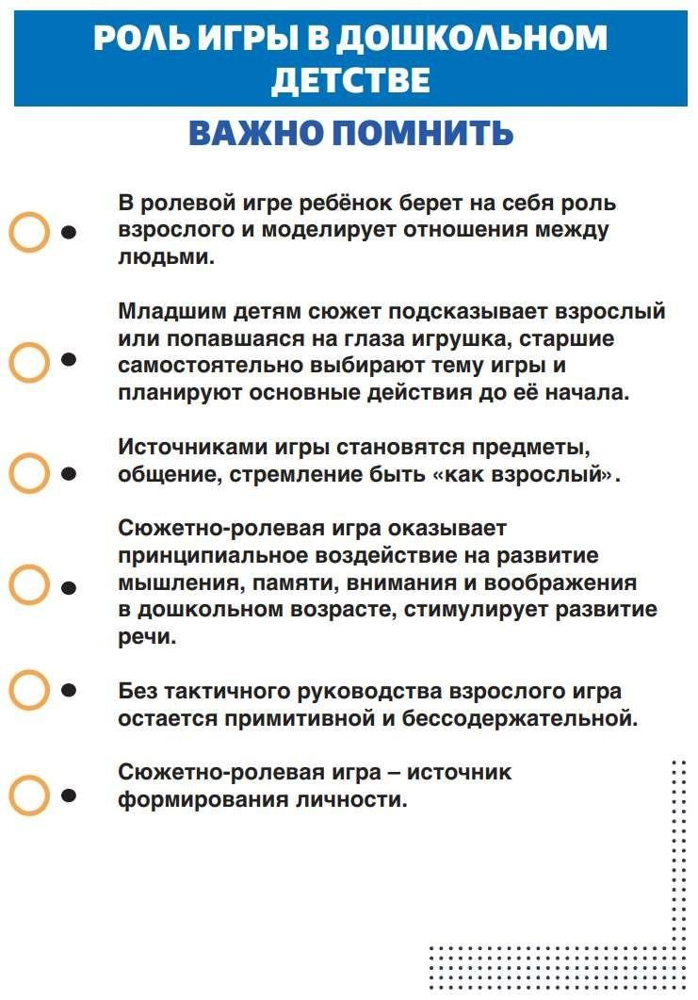 РОЛЬ ИГРЫ В ДОШКОЛЬНОМ
ДЕТСТВЕ
ВАЖНО ПОМНИТЬ
В ролевой игре ребёнок берет на себя роль
взрослого и моделирует отношения между
людьми.
Младшим детям сюжет подсказывает взрослый
или попавшаяся на глаза игрушка, старшие
самостоятельно выбирают тему игры и
планируют основные действия до её начала.
Источниками игры становятся предметы,
общение, стремление быть «как взрослый».
Сюжетно-ролевая игра оказывает
принципиальное воздействие на развитие
мышления, памяти, внимания и воображения
в дошкольном возрасте, стимулирует развитие
речи.
Без тактичного руководства взрослого игра
остается примитивной и бессодержательной.
Сюжетно-ролевая игра – источник
формирования личности.